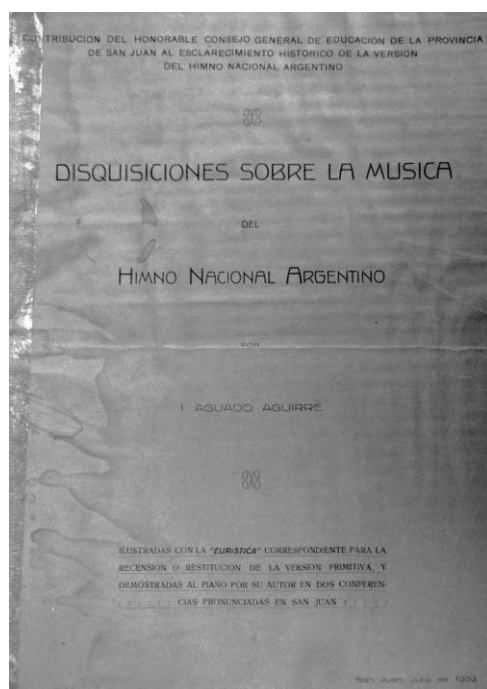 CONTRIBUCION DEL HONORABLE CONSEJO GENERAL DE EDUCACIÓN DE LA PROVINCIA
DE SAN JUAN AL ESCLARECIMIENTO HISTORICO DE LA VERSION
DEL HIMNO NACIONAL ARGENTINO
DISQUISICIONES SOBRE LA MUSICA
DEL
HIMNO NACIONAL ARGENTINO
POR
I AGUADO AGUIRRE
ILUSTRADAS CON LA "EURISTICA" CORRESPONDIENTE PARA LA
RECENSION O RESTITUCION DE LA VERSION PRIMITIVA, Y
DEMOSTRADAS AL PIANO POR SU AUTOR EN DOS CONFEREN-
: : : : : : CIAS PRONUNCIADAS EN SAN JUAN : : : : : :
San Juan, Julio de 1939